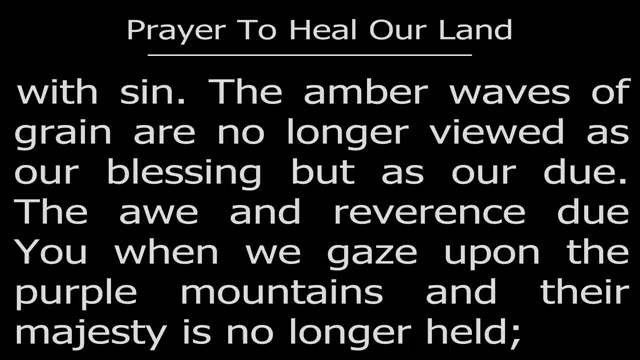 Prayer To Heal Our Land
with sin. The amber waves of
grain are no longer viewed as
our blessing but as our due.
The awe and reverence due
You when we gaze upon the
purple mountains and their
majesty is no longer held;